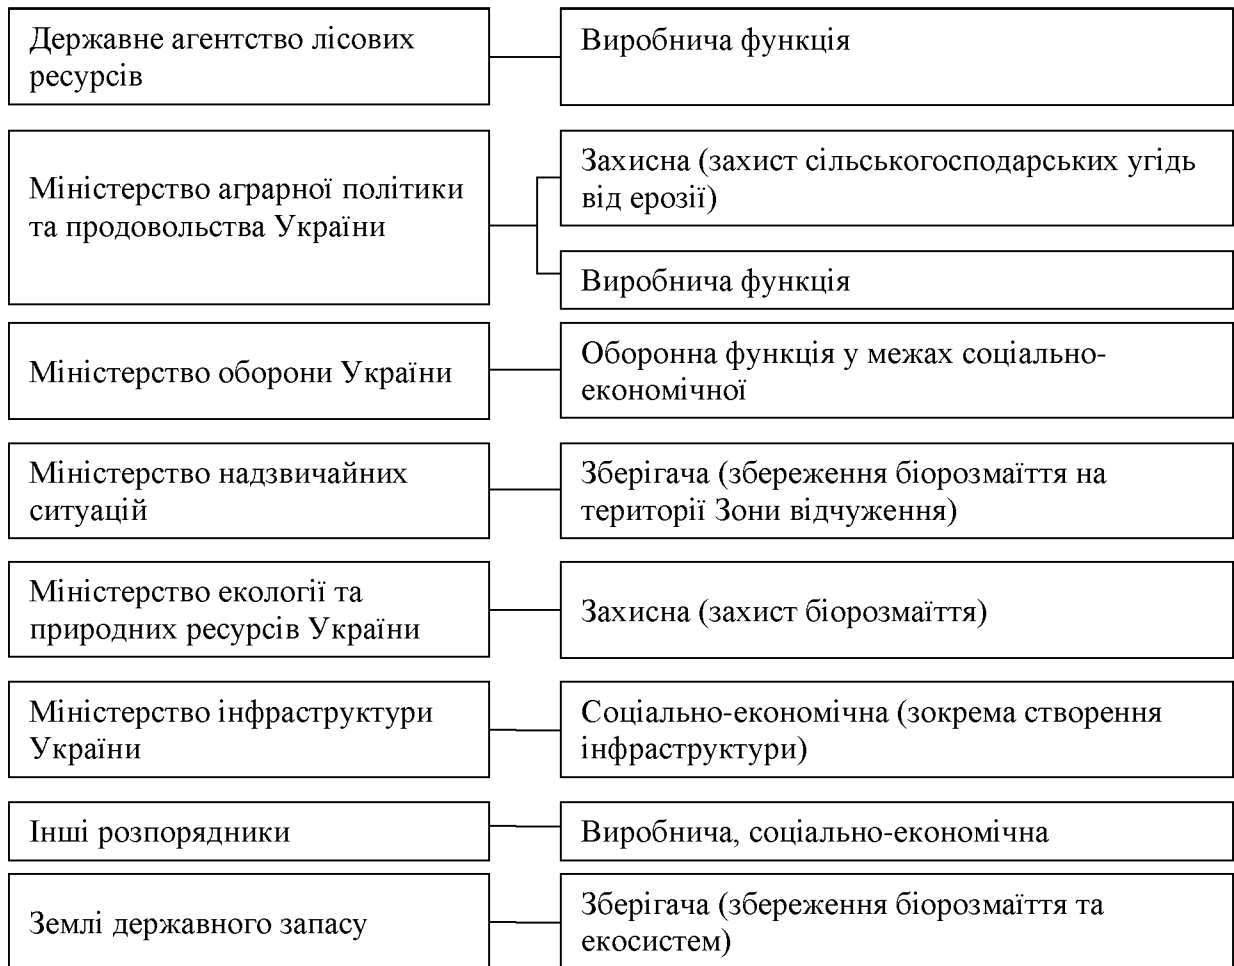 Державне агентство лісових
ресурсів
Виробнича функція
Міністерство аграрної політики
та продовольства України
Захисна (захист сільськогосподарських угідь
від ерозії)
Виробнича функція
Міністерство оборони України
Оборонна функція у межах соціально-
економічної
Міністерство надзвичайних
ситуацій
Зберігача (збереження біорозмаїття на
території Зони відчуження)
Міністерство екології та
природних ресурсів України
Захисна (захист біорозмаїття)
Міністерство інфраструктури
України
Соціально-економічна (зокрема створення
інфраструктури)
Інші розпорядники
Виробнича, соціально-економічна
Землі державного запасу
Зберігача (збереження біорозмаїття та
екосистем)